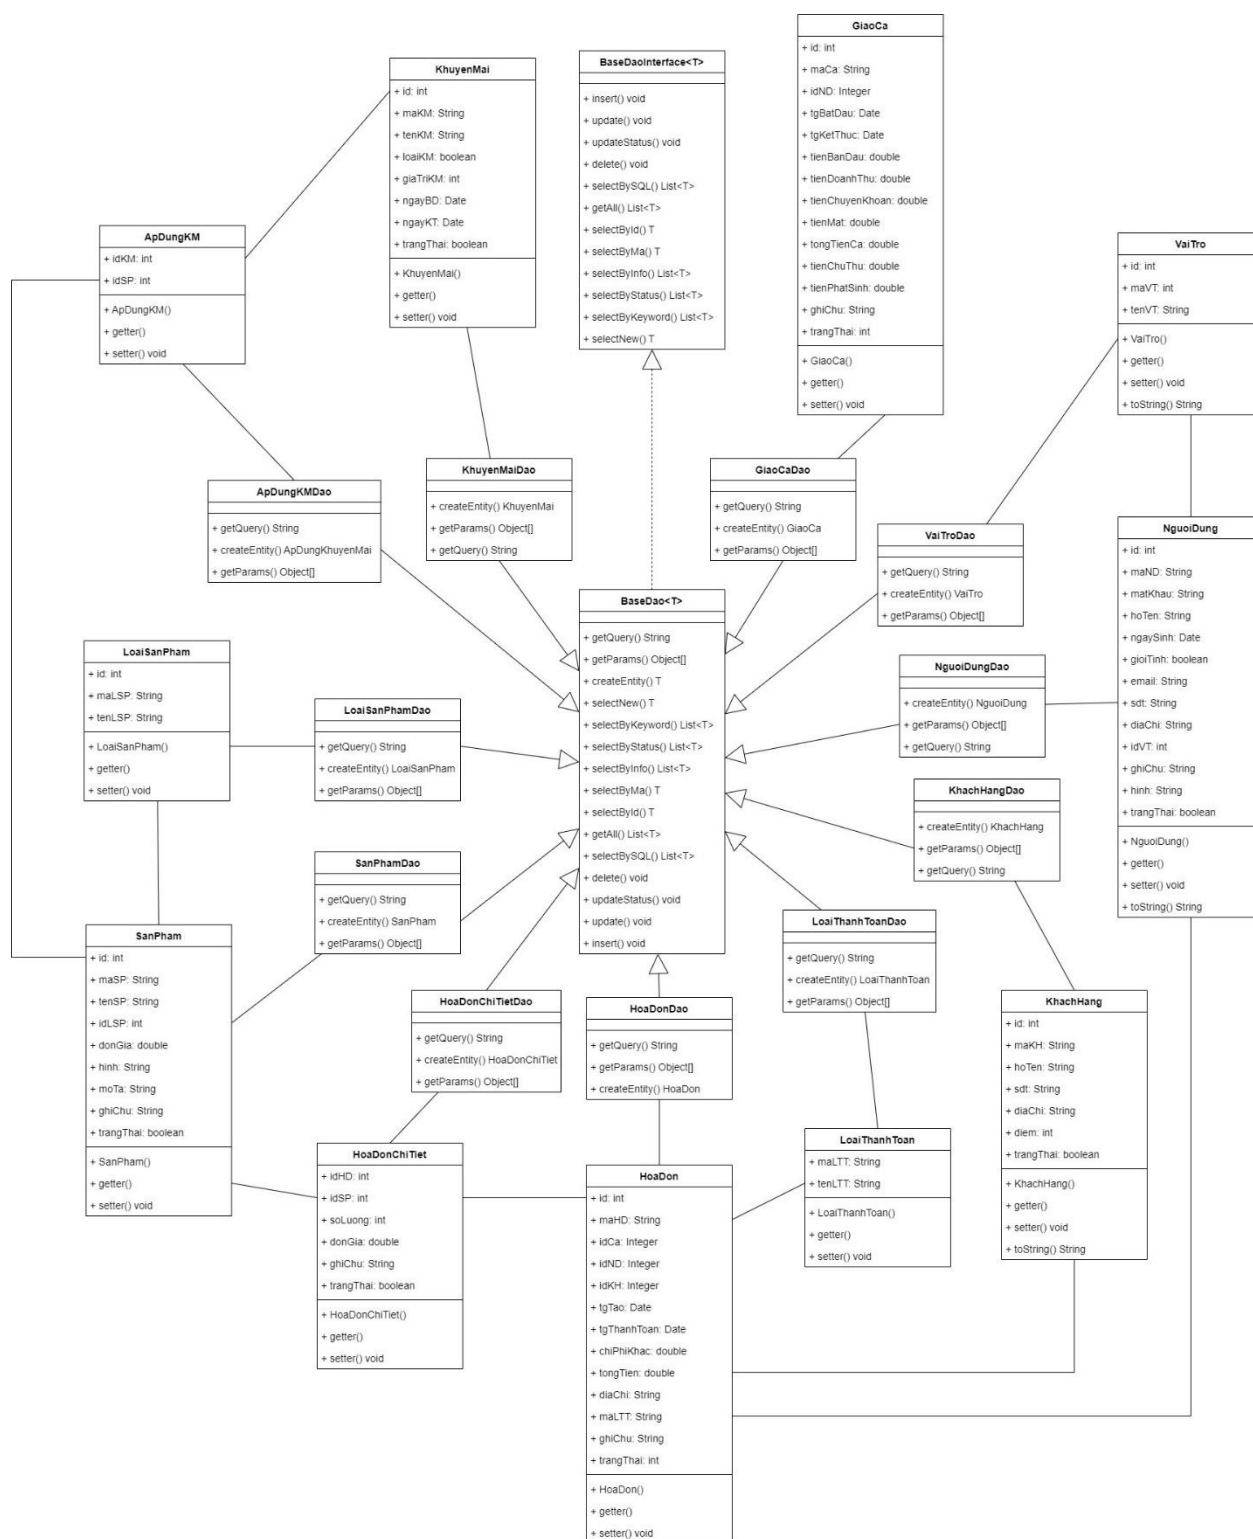 GiaoCa
+ id: int
+ maCa: String
+ idND: Integer
+ tgBatDau: Date
+ tgKetThuc: Date
+ tienBanDau: double
+ tienDoanhThu: double
+ tienChuyenKhoan: double
+ tienMat: double
+ tongTienCa: double
+ tienChuThu: double
+ tienPhatSinh: double
+ ghiChu: String
+ trangThai: int
+ GiaoCa()
+ getter()
+ setter() void
BaseDaoInterface<T>
+ insert() void
+ update() void
+ updateStatus() void
+ delete() void
+ selectBySQL() List<T>
+ getAll() List<T>
+ selectById() T
+ selectByMa() T
+ selectByInfo() List<T>
+ selectByStatus() List<T>
+ selectByKeyword() List<T>
+ selectNew() T
KhuyenMai
+ id: int
+ maKM: String
+ tenKM: String
+ loaiKM: boolean
+ giaTriKM: int
+ ngayBD: Date
+ ngayKT: Date
+ trangThai: boolean
+ KhuyenMai()
+ getter()
+ setter() void
ApDungKM
+ idKM: int
+ idSP: int
+ ApDungKM()
+ getter()
+ setter() void
VaiTro
+ id: int
+ maVT: int
+ tenVT: String
+ VaiTro()
+ getter()
+ setter() void
+ toString() String
KhuyenMaiDao
+ createEntity() KhuyenMai
+ getParams() Object[]
+ getQuery() String
GiaoCaDao
+ getQuery() String
+ createEntity() GiaoCa
+ getParams() Object[]
ApDungKMDao
+ getQuery() String
+ createEntity() ApDungKhuyenMai
+ getParams() Object[]
VaiTroDao
+ getQuery() String
+ createEntity() VaiTro
+ getParams() Object[]
NguoiDung
+ id: int
+ maND: String
+ matKhau: String
+ hoTen: String
+ ngaySinh: Date
+ gioiTinh: boolean
+ email: String
+ sdt: String
+ diaChi: String
+ idVT: int
+ ghiChu: String
+ hinh: String
+ trangThai: boolean
+ NguoiDung()
+ getter()
+ setter() void
+ toString() String
BaseDao<T>
+ getQuery() String
+ getParams() Object[]
+ createEntity() T
+ selectNew() T
+ selectByKeyword() List<T>
+ selectByStatus() List<T>
+ selectByInfo() List<T>
+ selectByMa() T
+ selectById() T
+ getAll() List<T>
+ selectBySQL() List<T>
+ delete() void
+ updateStatus() void
+ update() void
+ insert() void
LoaiSanPham
+ id: int
+ maLSP: String
+ tenLSP: String
+ LoaiSanPham()
+ getter()
+ setter() void
NguoiDungDao
+ createEntity() NguoiDung
+ getParams() Object[]
+ getQuery() String
LoaiSanPhamDao
+ getQuery() String
+ createEntity() LoaiSanPham
+ getParams() Object[]
KhachHangDao
+ createEntity() KhachHang
+ getParams() Object[]
+ getQuery() String
SanPhamDao
+ getQuery() String
+ createEntity() SanPham
+ getParams() Object[]
LoaiThanhToanDao
+ getQuery() String
+ createEntity() LoaiThanhToan
+ getParams() Object[]
SanPham
+ id: int
+ maSP: String
+ tenSP: String
+ idLSP: int
+ donGia: double
+ hinh: String
+ moTa: String
+ ghiChu: String
+ trangThai: boolean
+ SanPham()
+ getter()
+ setter() void
HoaDonChiTietDao
+ getQuery() String
+ createEntity() HoaDonChiTiet
+ getParams() Object[]
HoaDonDao
+ getQuery() String
+ getParams() Object[]
+ createEntity() HoaDon
KhachHang
+ id: int
+ maKH: String
+ hoTen: String
+ sdt: String
+ diaChi: String
+ diem: int
+ trangThai: boolean
+ KhachHang()
+ getter()
+ setter() void
+ toString() String
LoaiThanhToan
+ maLTT: String
+ tenLTT: String
+ LoaiThanhToan()
+ getter()
+ setter() void
HoaDonChiTiet
+ idHD: int
+ idSP: int
+ soLuong: int
+ donGia: double
+ ghiChu: String
+ trangThai: boolean
+ HoaDonChiTiet()
+ getter()
+ setter() void
HoaDon
+ id: int
+ maHD: String
+ idCa: Integer
+ idND: Integer
+ idKH: Integer
+ tgTao: Date
+ tgThanhToan: Date
+ chiPhiKhac: double
+ tongTien: double
+ diaChi: String
+ maLTT: String
+ ghiChu: String
+ trangThai: int
+ HoaDon()
+ getter()
+ setter() void